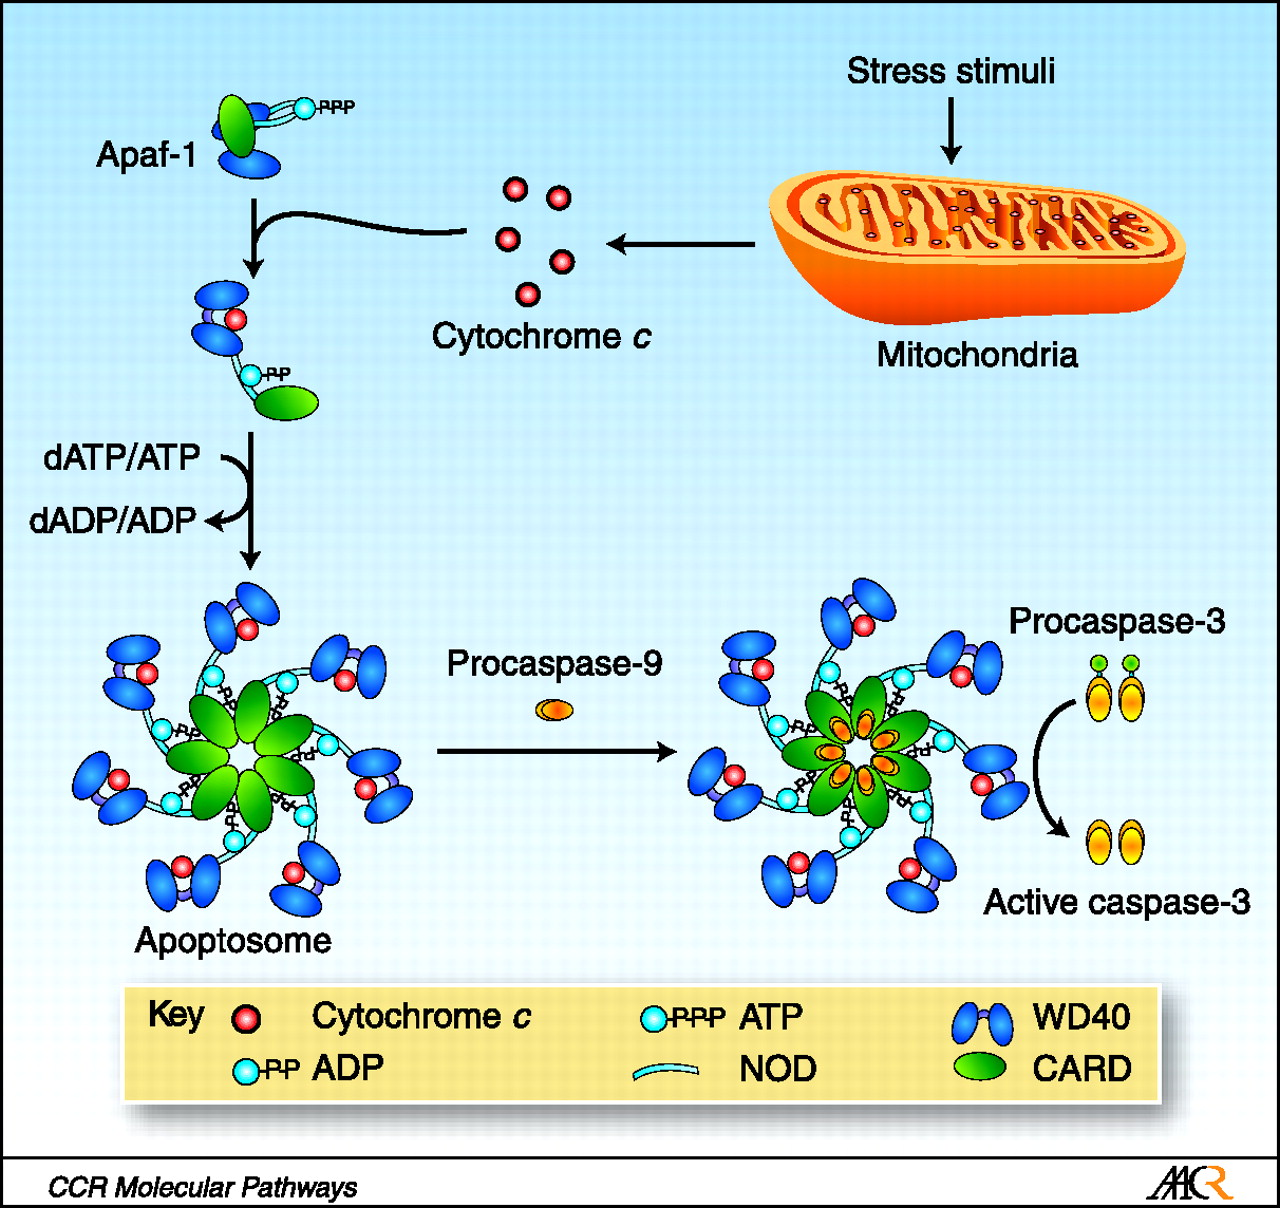 Stress stimuli
Apaf-1
PPP
Cytochrome c
Mitochondria
PP
dATP/ATP
dADP/ADP
Procaspase-9
Procaspase-3
Active caspase-3
Apoptosome
Key
Cytochrome c
PPP ATP
WD40
PP ADP
NOD
CARD
CCR Molecular Pathways
AACR